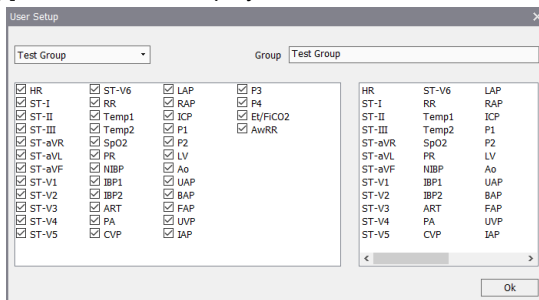 User Setup
Test Group Group Test Group
HR ST-V6 LAP P3 HR ST-V6 LAP
ST-I RR RAP P4 ST-I RR RAP
ST-II Temp1 ICP Et/FiCO2 ST-II Temp1 ICP
ST-III Temp2 P1 AwRR ST-III Temp2 P1
ST-aVR SpO2 P2 ST-aVR SpO2 P2
ST-aVL PR LV ST-aVL PR LV
ST-aVF NIBP Ao ST-aVF NIBP Ao
ST-V1 IBP1 UAP ST-V1 IBP1 UAP
ST-V2 IBP2 BAP ST-V2 IBP2 BAP
ST-V3 ART FAP ST-V3 ART FAP
ST-V4 PA UVP ST-V4 PA UVP
ST-V5 CVP IAP ST-V5 CVP IAP
Ok